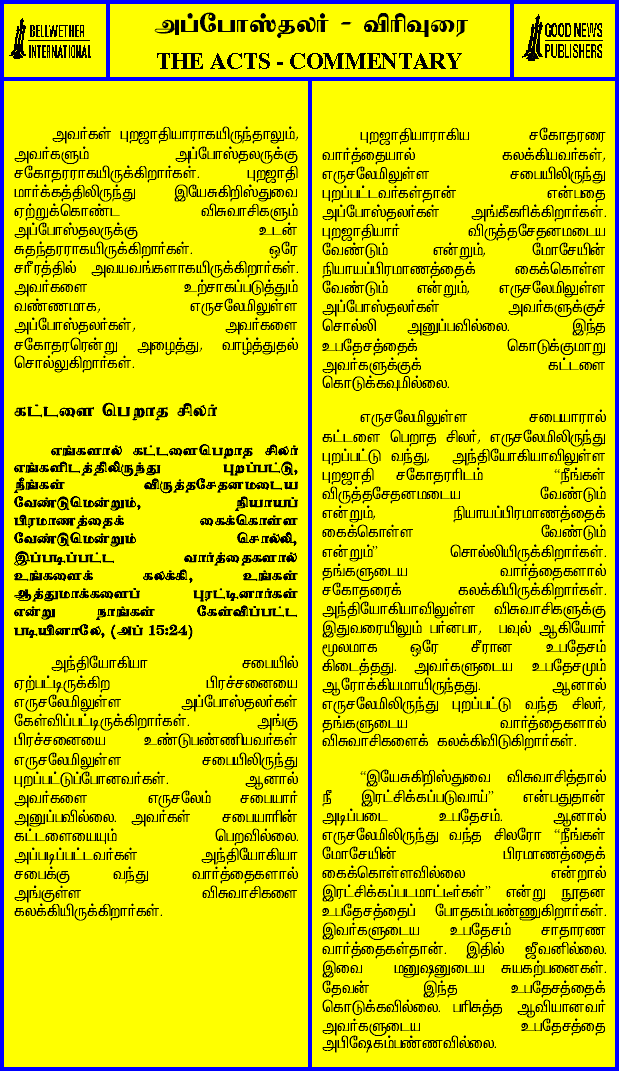 BELLWETHER
INTERNATIONAL
அப்போஸ்தலர் - விரிவுரை
THE ACTS - COMMENTARY
GOOD NEWS
PUBLISHERS
அவர்கள் புறஜாதியாராகயிருந்தாலும்,
அவர்களும் அப்போஸ்தலருக்கு
சகோதரராகயிருக்கிறார்கள். புறஜாதி
மார்க்கத்திலிருந்து இயேசுகிறிஸ்துவை
ஏற்றுக்கொண்ட விசுவாசிகளும்
அப்போஸ்தலருக்கு உடன்
சுதந்தரராகயிருக்கிறார்கள். ஒரே
சரீரத்தில் அவயவங்களாகயிருக்கிறார்கள்.
அவர்களை உற்சாகப்படுத்தும்
வண்ணமாக, எருசலேமிலுள்ள
அப்போஸ்தலர்கள், அவர்களை
சகோதரரென்று அழைத்து, வாழ்த்துதல்
சொல்லுகிறார்கள்.
கட்டளை பெறாத சிலர்
எங்களால் கட்டளைபெறாத சிலர்
எங்களிடத்திலிருந்து புறப்பட்டு,
நீங்கள் விருத்தசேதனமடைய
வேண்டுமென்றும், நியாயப்
பிரமாணத்தைக் கைக்கொள்ள
வேண்டுமென்றும் சொல்லி,
இப்படிப்பட்ட வார்த்தைகளால்
உங்களைக் கலக்கி, உங்கள்
ஆத்துமாக்களைப் புரட்டினார்கள்
என்று நாங்கள் கேள்விப்பட்ட
படியினாலே, (அப் 15:24)
அந்தியோகியா சபையில்
ஏற்பட்டிருக்கிற பிரச்சனையை
எருசலேமிலுள்ள அப்போஸ்தலர்கள்
கேள்விப்பட்டிருக்கிறார்கள். அங்கு
பிரச்சனையை உண்டுபண்ணியவர்கள்
எருசலேமிலுள்ள சபையிலிருந்து
புறப்பட்டுப்போனவர்கள். ஆனால்
அவர்களை எருசலேம் சபையார்
அனுப்பவில்லை. அவர்கள் சபையாரின்
கட்டளையையும் பெறவில்லை.
அப்படிப்பட்டவர்கள் அந்தியோகியா
சபைக்கு வந்து வார்த்தைகளால்
அங்குள்ள விசுவாசிகளை
கலக்கியிருக்கிறார்கள்.
புறஜாதியாராகிய சகோதரரை
வார்த்தையால் கலக்கியவர்கள்,
எருசலேமிலுள்ள சபையிலிருந்து
புறப்பட்டவர்கள்தான் என்பதை
அப்போஸ்தலர்கள் அங்கீகரிக்கிறார்கள்.
புறஜாதியார் விருத்தசேதனமடைய
வேண்டும் என்றும், மோசேயின்
நியாயப்பிரமாணத்தைக் கைக்கொள்ள
வேண்டும் என்றும், எருசலேமிலுள்ள
அப்போஸ்தலர்கள் அவர்களுக்குச்
சொல்லி அனுப்பவில்லை. இந்த
உபதேசத்தைக் கொடுக்குமாறு
அவர்களுக்குக் கட்டளை
கொடுக்கவுமில்லை.
எருசலேமிலுள்ள சபையாரால்
கட்டளை பெறாத சிலர், எருசலேமிலிருந்து
புறப்பட்டு வந்து, அந்தியோகியாவிலுள்ள
புறஜாதி சகோதரரிடம் “நீங்கள்
விருத்தசேதனமடைய வேண்டும்
என்றும், நியாயப்பிரமாணத்தைக்
கைக்கொள்ள வேண்டும்
என்றும்” சொல்லியிருக்கிறார்கள்.
தங்களுடைய வார்த்தைகளால்
சகோதரைக் கலக்கியிருக்கிறார்கள்.
அந்தியோகியாவிலுள்ள விசுவாசிகளுக்கு
இதுவரையிலும் பர்னபா, பவுல் ஆகியோர்
மூலமாக ஒரே சீரான உபதேசம்
கிடைத்தது. அவர்களுடைய உபதேசமும்
ஆரோக்கியமாயிருந்தது. ஆனால்
எருசலேமிலிருந்து புறப்பட்டு வந்த சிலர்,
தங்களுடைய வார்த்தைகளால்
விசுவாசிகளைக் கலக்கிவிடுகிறார்கள்.
“இயேசுகிறிஸ்துவை விசுவாசித்தால்
நீ இரட்சிக்கப்படுவாய்” என்பதுதான்
அடிப்படை உபதேசம். ஆனால்
எருசலேமிலிருந்து வந்த சிலரோ “நீங்கள்
மோசேயின் பிரமாணத்தைக்
கைக்கொள்ளவில்லை என்றால்
இரட்சிக்கப்படமாட்டீர்கள்” என்று நூதன
உபதேசத்தைப் போதகம்பண்ணுகிறார்கள்.
இவர்களுடைய உபதேசம் சாதாரண
வார்த்தைகள்தான். இதில் ஜீவனில்லை.
இவை மனுஷனுடைய சுயகற்பனைகள்.
தேவன் இந்த உபதேசத்தைக்
கொடுக்கவில்லை. பரிசுத்த ஆவியானவர்
அவர்களுடைய உபதேசத்தை
அபிஷேகம்பண்ணவில்லை.